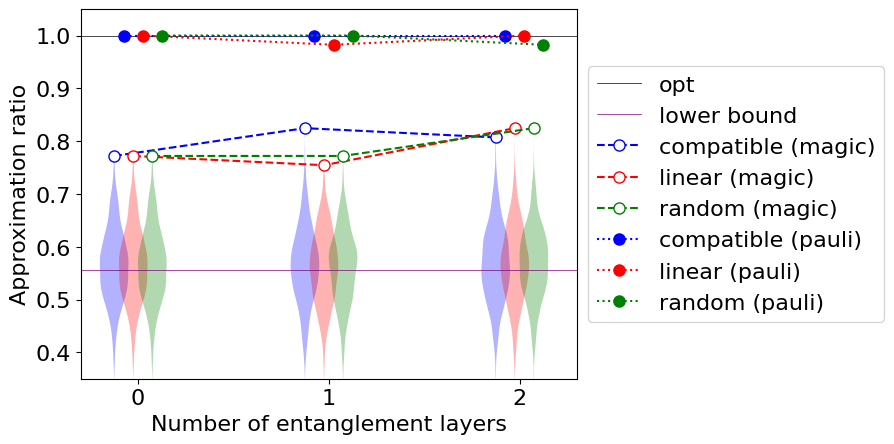 1.0
0.9
0.8
0.7
0.6
0.5
0.4
Approximation ratio
0 1 2
Number of entanglement layers
opt
lower bound
compatible (magic)
linear (magic)
random (magic)
compatible (pauli)
linear (pauli)
random (pauli)